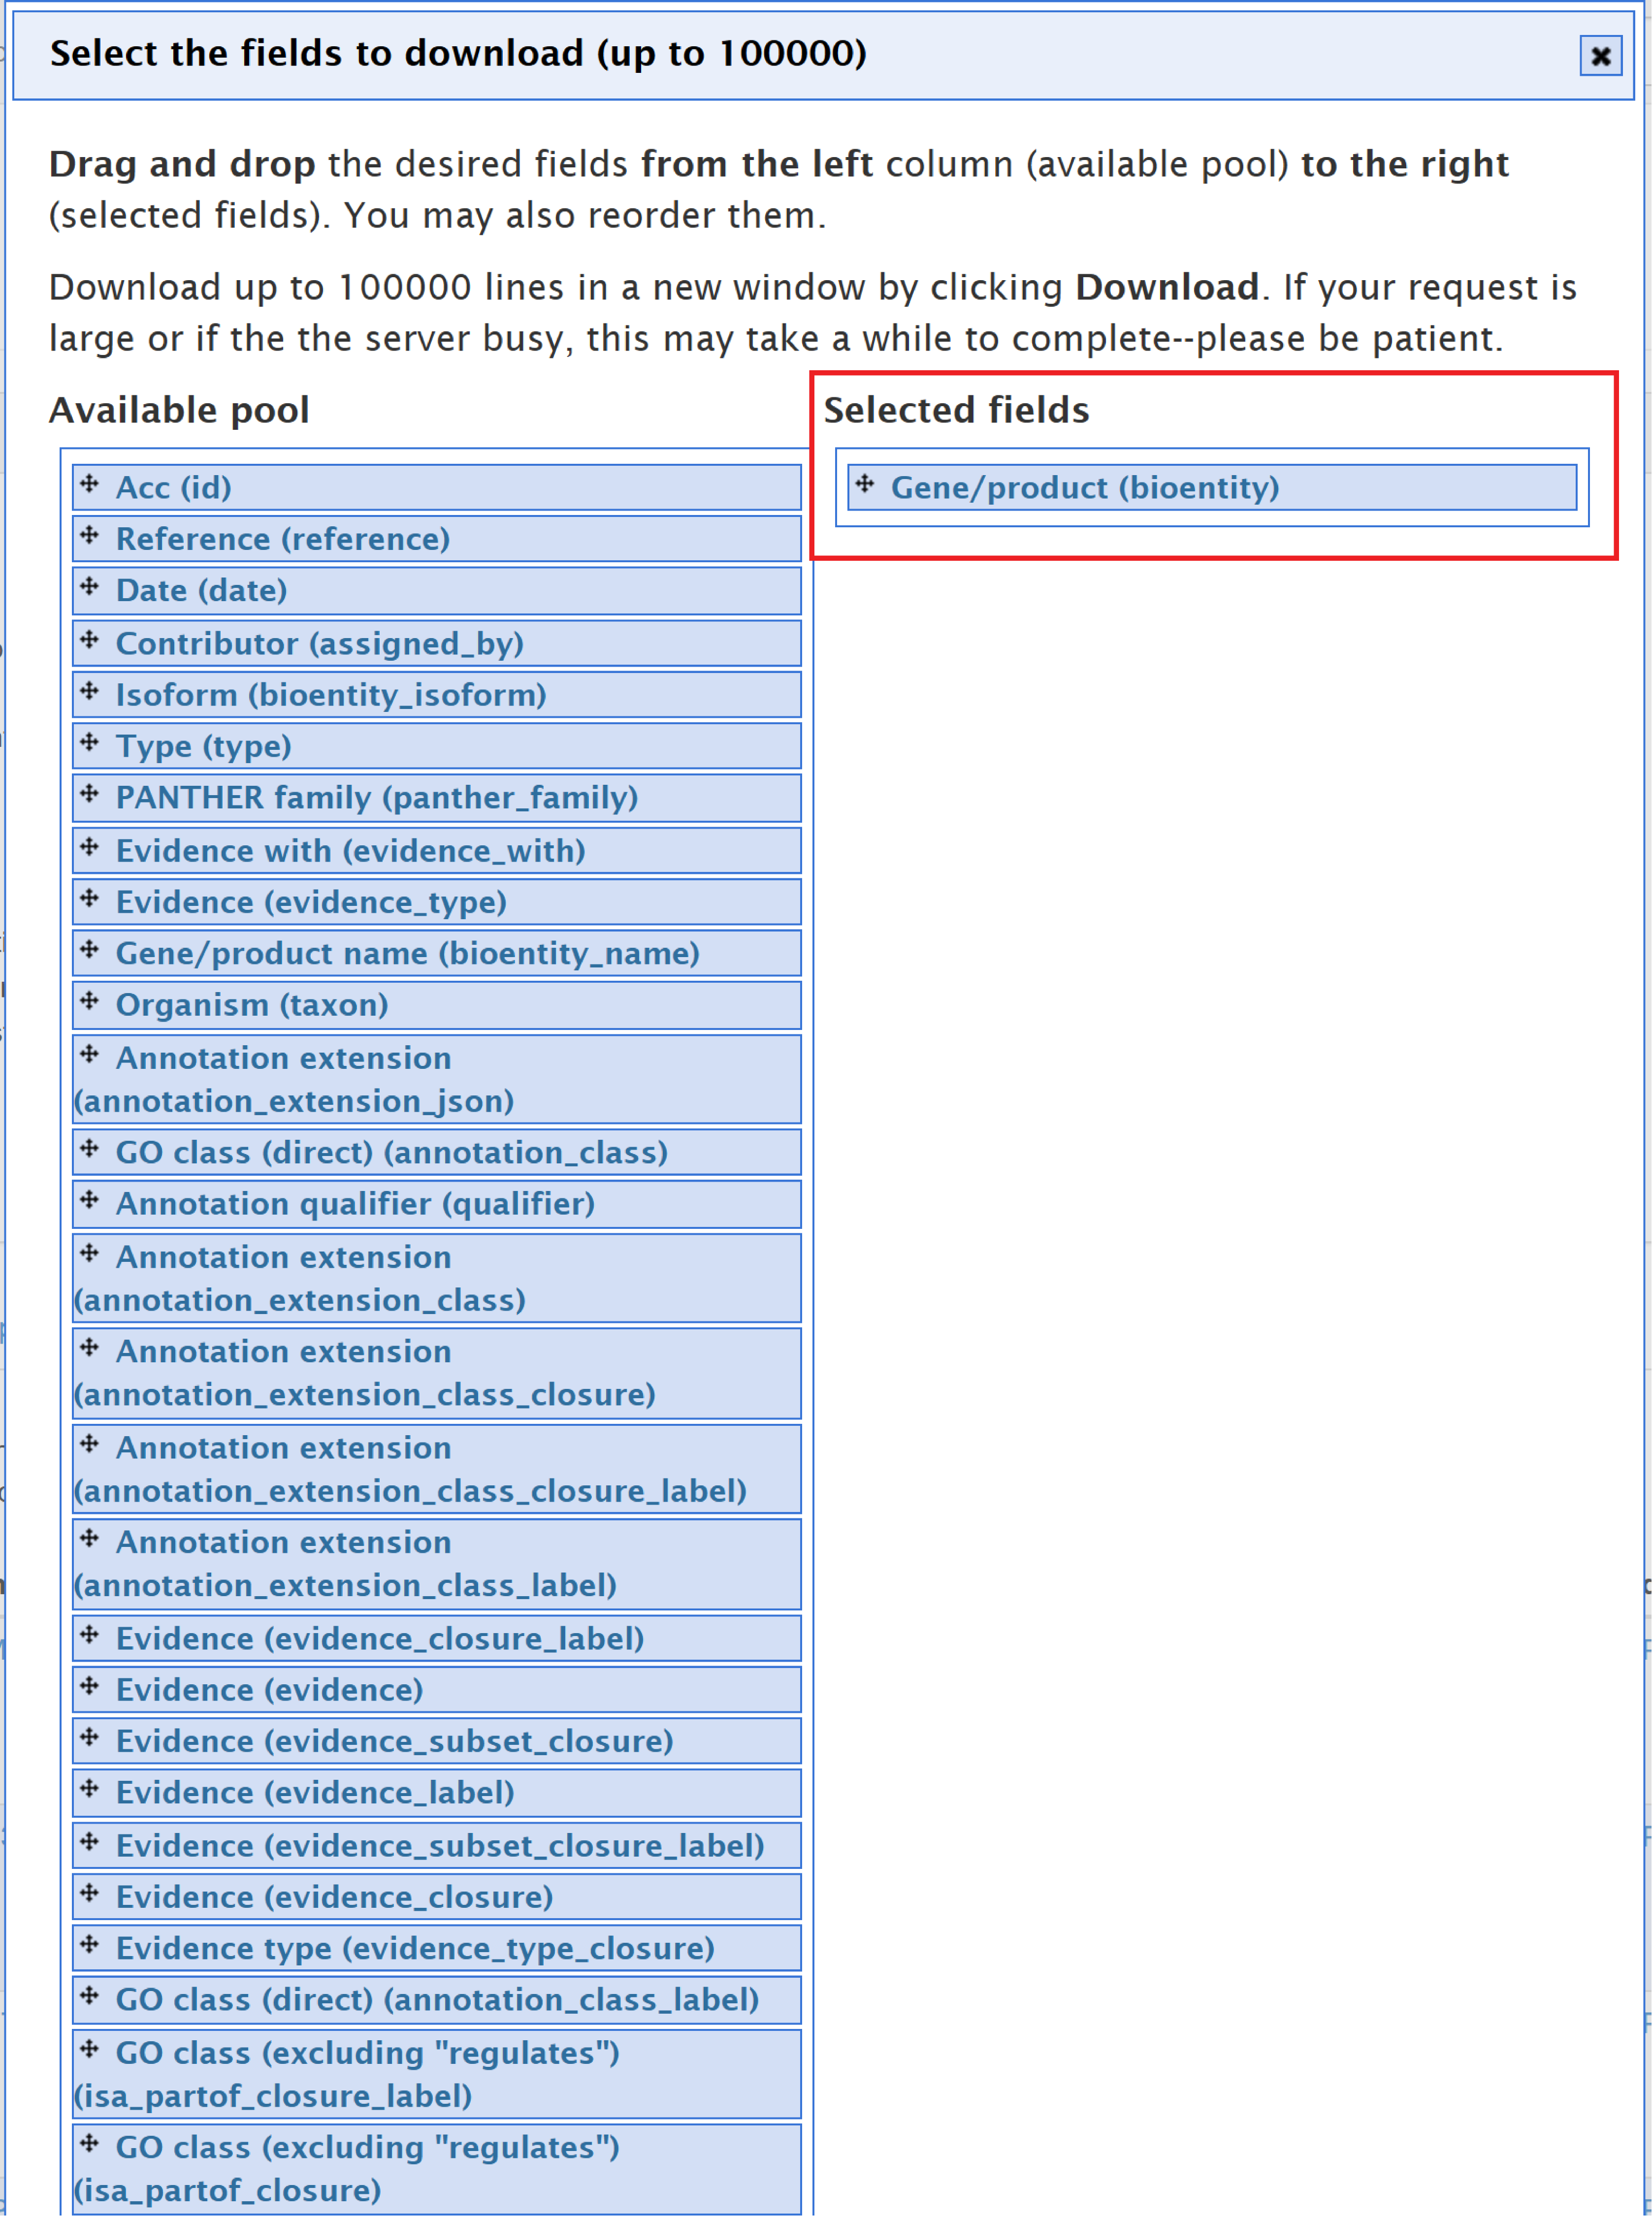 Select the fields to download (up to 100000)
Drag and drop the desired fields from the left column (available pool) to the right
(selected fields). You may also reorder them.
Download up to 100000 lines in a new window by clicking Download. If your request is
large or if the the server busy, this may take a while to complete--please be patient.
Available pool
Acc (id)
Reference (reference)
Date (date)
Contributor (assigned_by)
Isoform (bioentity_isoform)
Type (type)
PANTHER family (panther_family)
Evidence with (evidence_with)
Evidence (evidence_type)
Gene/product name (bioentity_name)
Organism (taxon)
Annotation extension
(annotation_extension_json)
GO class (direct) (annotation_class)
Annotation qualifier (qualifier)
Annotation extension
(annotation_extension_class)
Annotation extension
(annotation_extension_class_closure)
Annotation extension
(annotation_extension_class_closure_label)
Annotation extension
(annotation_extension_class_label)
Evidence (evidence_closure_label)
Evidence (evidence)
Evidence (evidence_subset_closure)
Evidence (evidence_label)
Evidence (evidence_subset_closure_label)
Evidence (evidence_closure)
Evidence type (evidence_type_closure)
GO class (direct) (annotation_class_label)
GO class (excluding "regulates")
(isa_partof_closure_label)
GO class (excluding "regulates")
(isa_partof_closure)
Selected fields
Gene/product (bioentity)